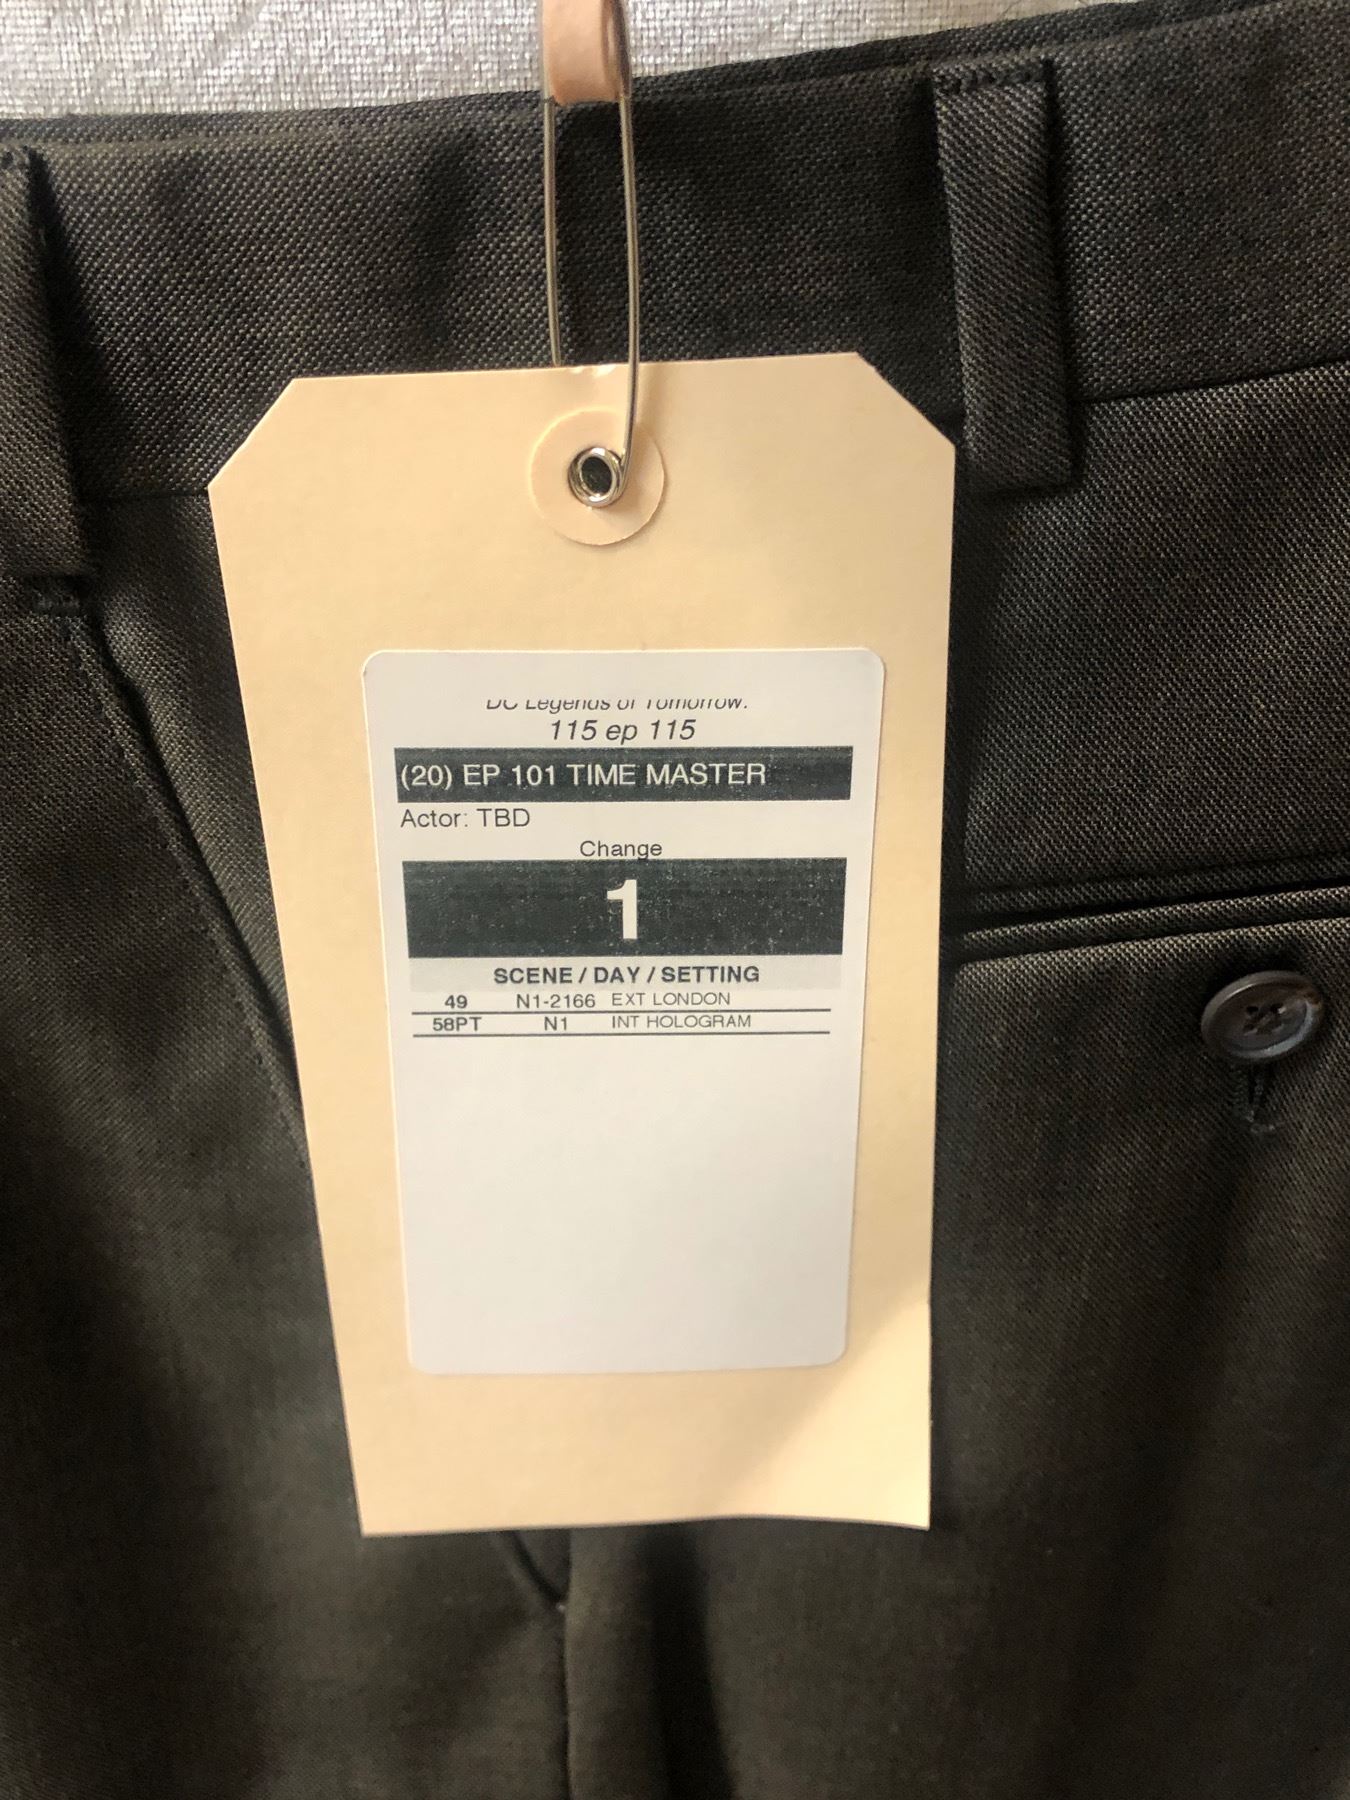 DC Legends of Tomorrow.
115 ep 115
(20) EP 101 TIME MASTER
Actor: TBD
Change
1
SCENE / DAY / SETTING
49 N1-2166 EXT LONDON
58PT N1 INT HOLOGRAM